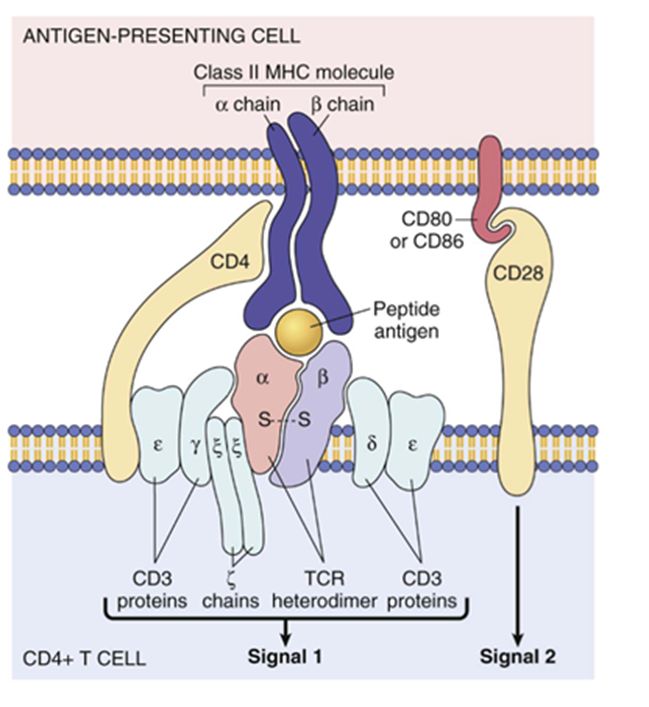 ANTIGEN-PRESENTING CELL
Class II MHC molecule
α chain
β chain
CD80
or CD86
CD4
CD28
Peptide
antigen
α
β
S
S
ε
γ
ξ
ξ
δ
ε
CD3
proteins
ζ
chains
TCR
heterodimer
CD3
proteins
Signal 1
Signal 2
CD4+ T CELL